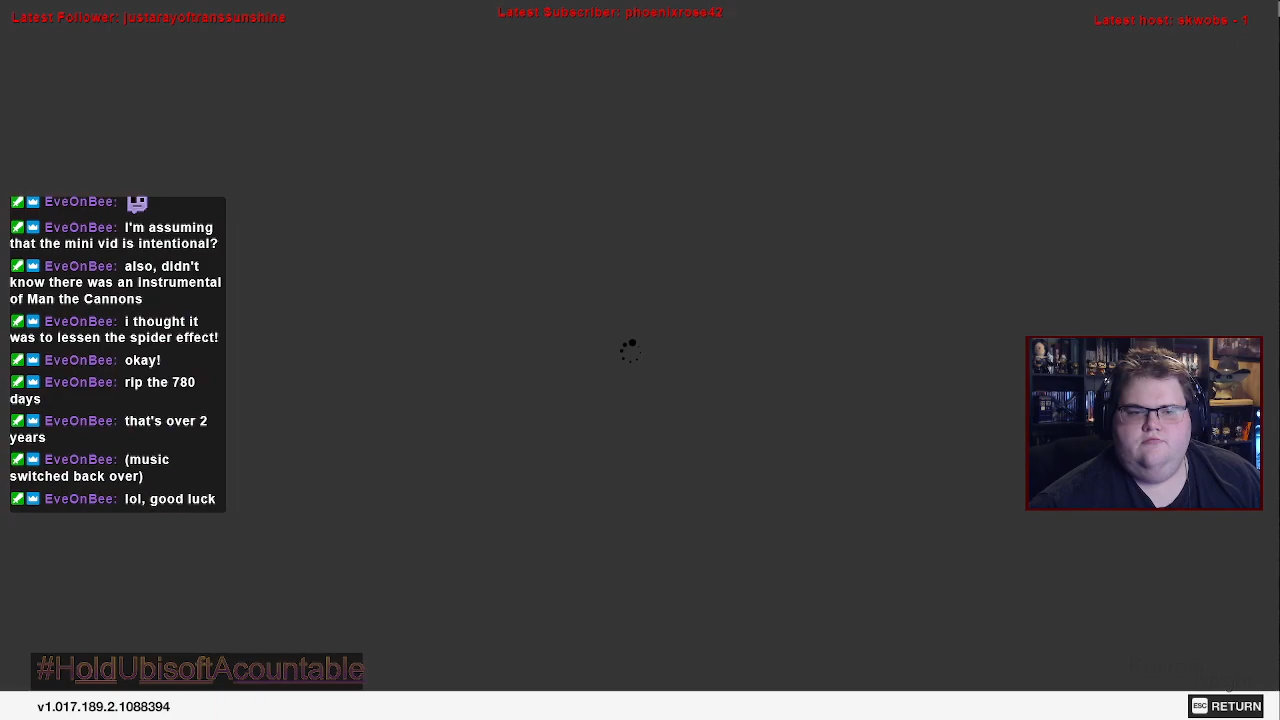 Latest Follower: justarayoftranssunshine
Latest Subscriber: phoenixrose42
Latest host: skwobs - 1
EveOnBee:
EveOnBee: I'm assuming
that the mini vid is intentional?
EveOnBee: also, didn't
know there was an Instrumental
of Man the Cannons
EveOnBee: i thought it
was to lessen the spider effect!
EveOnBee: okay!
EveOnBee: rip the 780
days
EveOnBee: that's over 2
years
EveOnBee: (music
switched back over)
EveOnBee: lol, good luck
#HoldUbisoftAcountable
v1.017.189.2.1088394
ESC RETURN